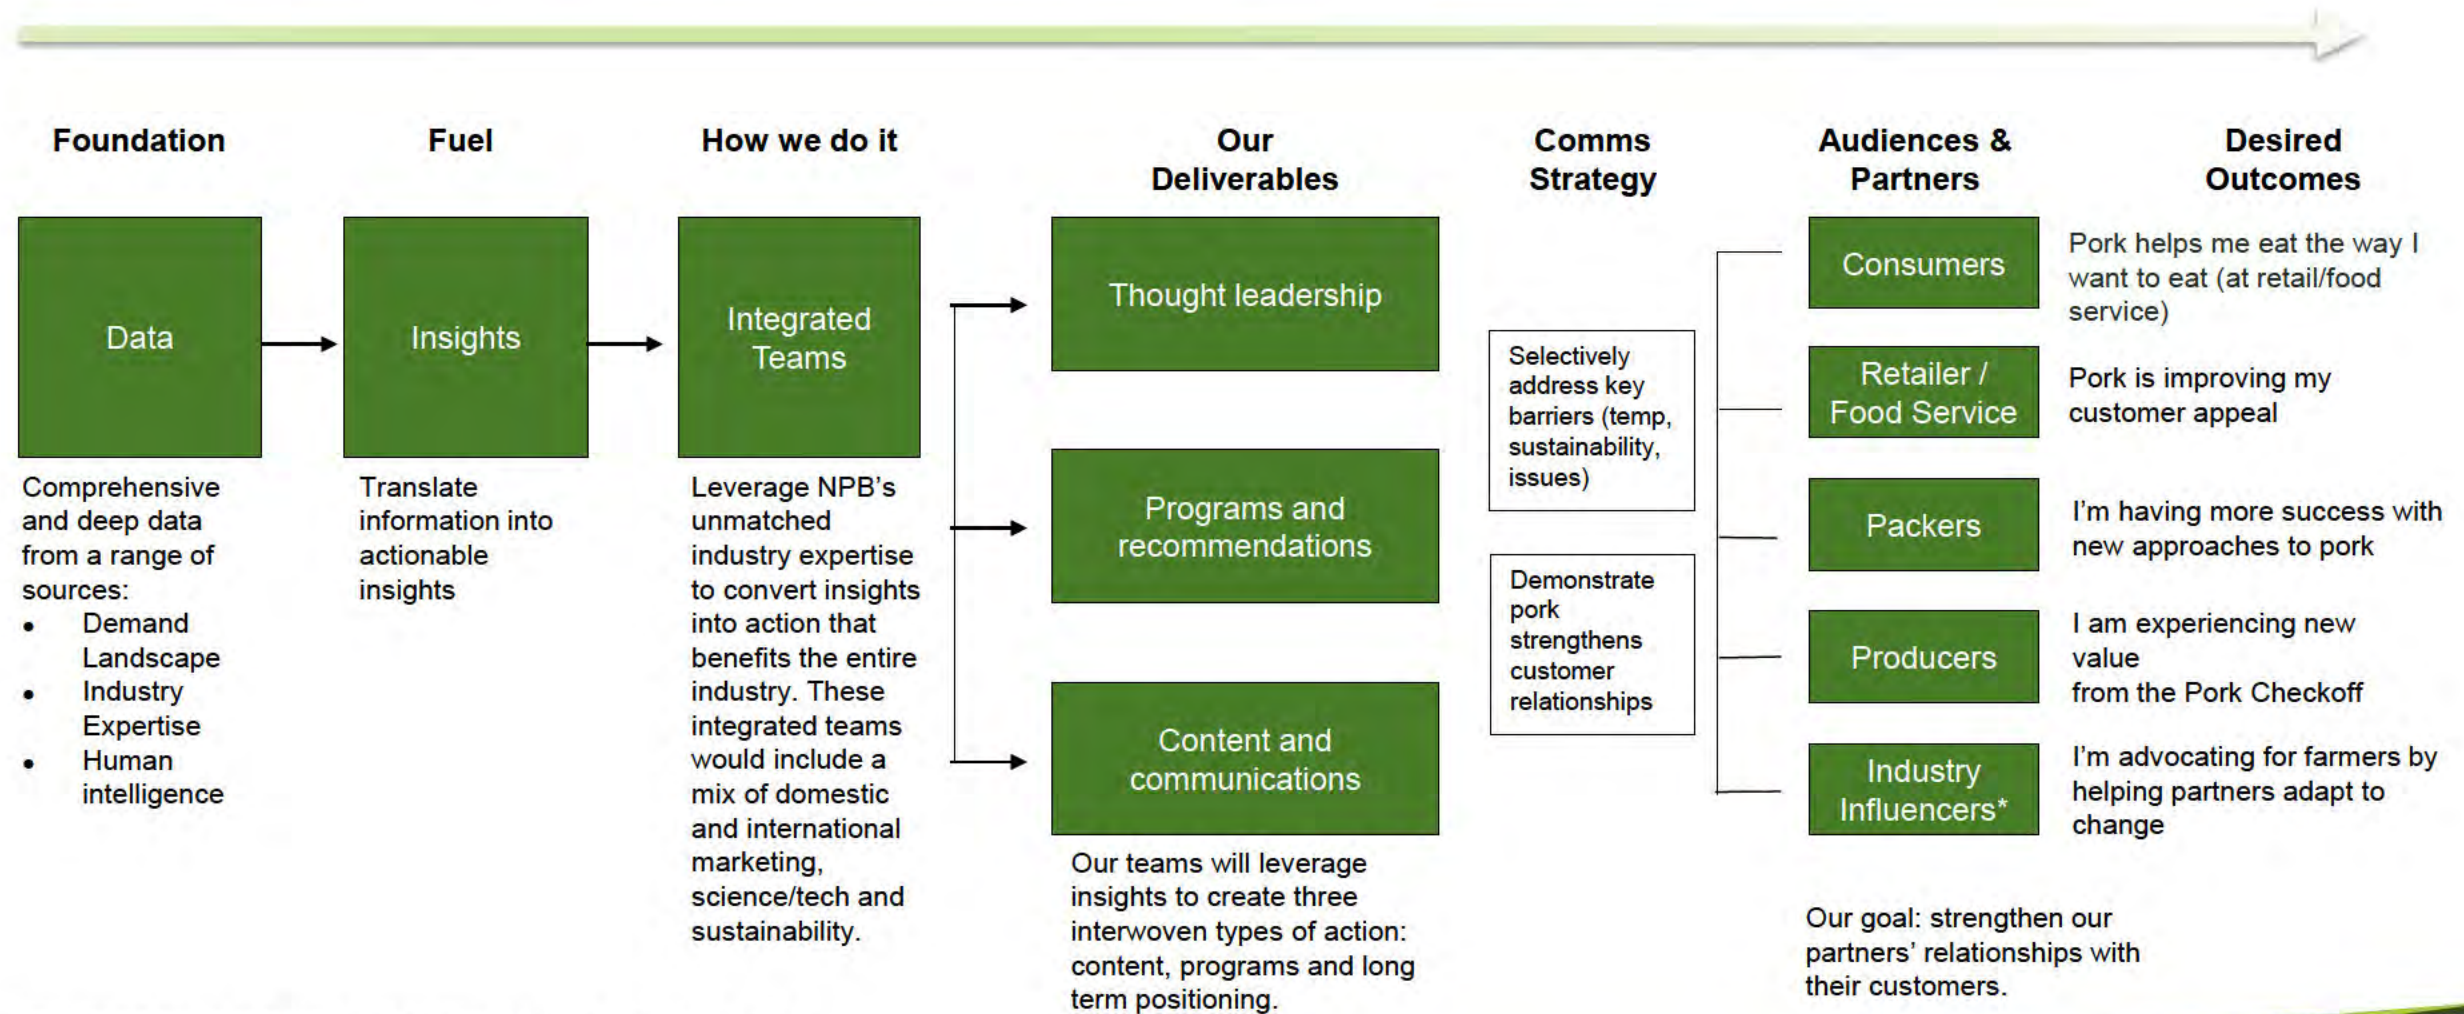 Foundation
Fuel
How we do it
Our
Deliverables
Comms
Strategy
Audiences &
Partners
Desired
Outcomes
Data
Comprehensive
and deep data
from a range of
sources:
• Demand
Landscape
• Industry
Expertise
• Human
intelligence
Insights
Translate
information into
actionable
insights
Integrated
Teams
Leverage NPB’s
unmatched
industry expertise
to convert insights
into action that
benefits the entire
industry. These
integrated teams
would include a
mix of domestic
and international
marketing,
science/tech and
sustainability.
Thought leadership
Programs and
recommendations
Content and
communications
Our teams will leverage
insights to create three
interwoven types of action:
content, programs and long
term positioning.
Selectively
address key
barriers (temp,
sustainability,
issues)
Demonstrate
pork
strengthens
customer
relationships
Consumers
Pork helps me eat the way I
want to eat (at retail/food
service)
Retailer /
Food Service
Pork is improving my
customer appeal
Packers
I’m having more success with
new approaches to pork
Producers
I am experiencing new
value
from the Pork Checkoff
Industry
Influencers*
I’m advocating for farmers by
helping partners adapt to
change
Our goal: strengthen our
partners’ relationships with
their customers.